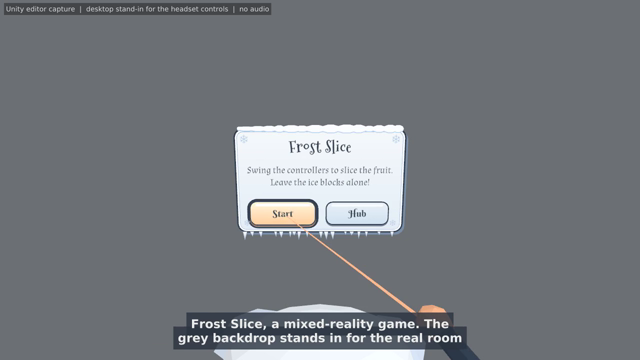 Unity editor capture | desktop stand-in for the headset controls | no audio
Frost Slice
Swing the controllers to slice the fruit.
Leave the ice blocks alone!
Start
Hub
Frost Slice, a mixed-reality game. The
grey backdrop stands in for the real room